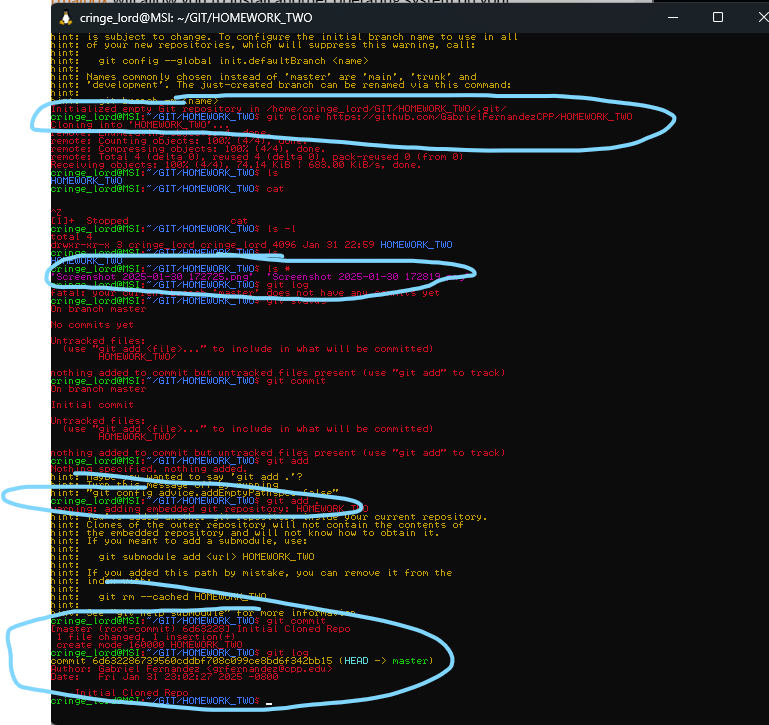 cringe_lord@MSI: ~/GIT/HOMEWORK_TWO
hint: is subject to change. To configure the initial branch name to use in all
hint: of your new repositories, which will suppress this warning, call:
hint:
hint:   git config --global init.defaultBranch <name>
hint:
hint: Names commonly chosen instead of 'master' are 'main', 'trunk' and
hint: 'development'. The just-created branch can be renamed via this command:
hint:
hint:   git branch <name>
Initialized empty Git repository in /home/cringe_lord/GIT/HOMEWORK_TWO/.git/
cringe_lord@MSI:~/GIT/HOMEWORK_TWO$ git clone https://github.com/GabrielFernandezCPP/HOMEWORK_TWO
Cloning into 'HOMEWORK_TWO'...
remote: done.
remote: Counting objects: 100% (4/4), done.
remote: Compressing objects: 100% (4/4), done.
remote: Total 4 (delta 0), reused 4 (delta 0), pack-reused 0 (from 0)
Receiving objects: 100% (4/4), 74.14 KiB | 683.00 KiB/s, done.
cringe_lord@MSI:~/GIT/HOMEWORK_TWO$ ls
HOMEWORK_TWO
cringe_lord@MSI:~/GIT/HOMEWORK_TWO$ cat
^Z
[1]+  Stopped                 cat
cringe_lord@MSI:~/GIT/HOMEWORK_TWO$ ls -l
total 4
drwxr-xr-x 3 cringe_lord cringe_lord 4096 Jan 31 22:59 HOMEWORK_TWO
cringe_lord@MSI:~/GIT/HOMEWORK_TWO$ ls
HOMEWORK_TWO
cringe_lord@MSI:~/GIT/HOMEWORK_TWO$ ls *
'Screenshot 2025-01-30 172725.png'  'Screenshot 2025-01-30 172819
cringe_lord@MSI:~/GIT/HOMEWORK_TWO$ git log
fatal: your 'master' does not have any commits yet
cringe_lord@MSI:~/GIT/HOMEWORK_TWO$ git status
On branch master

No commits yet

Untracked files:
  (use "git add <file>..." to include in what will be committed)
        HOMEWORK_TWO/

nothing added to commit but untracked files present (use "git add" to track)
cringe_lord@MSI:~/GIT/HOMEWORK_TWO$ git commit
On branch master

Initial commit

Untracked files:
  (use "git add <file>..." to include in what will be committed)
        HOMEWORK_TWO/

nothing added to commit but untracked files present (use "git add" to track)
cringe_lord@MSI:~/GIT/HOMEWORK_TWO$ git add
Nothing specified, nothing added.
hint: Maybe you wanted to say 'git add .'?
hint: Turn this message off by running
hint: "git config advice.addEmptyPathspec false"
cringe_lord@MSI:~/GIT/HOMEWORK_TWO$ git add .
warning: adding embedded git repository: HOMEWORK_TWO
hint: You've added another git repository inside your current repository.
hint: Clones of the outer repository will not contain the contents of
hint: the embedded repository and will not know how to obtain it.
hint: If you meant to add a submodule, use:
hint:
hint:   git submodule add <url> HOMEWORK_TWO
hint:
hint: If you added this path by mistake, you can remove it from the
hint: index with:
hint:
hint:   git rm --cached HOMEWORK_TWO
hint:
hint: See "git help submodule" for more information.
cringe_lord@MSI:~/GIT/HOMEWORK_TWO$ git commit
[master (root-commit) 6d63228] Initial Cloned Repo
 1 file changed, 1 insertion(+)
 create mode 160000 HOMEWORK_TWO
cringe_lord@MSI:~/GIT/HOMEWORK_TWO$ git log
commit 6d632286739560cddbf708c099ce8bd6f342bb15 (HEAD -> master)
Author: Gabriel Fernandez <grfernandez@cpp.edu>
Date:   Fri Jan 31 23:02:27 2025 -0800

    Initial Cloned Repo
cringe_lord@MSI:~/GIT/HOMEWORK_TWO$